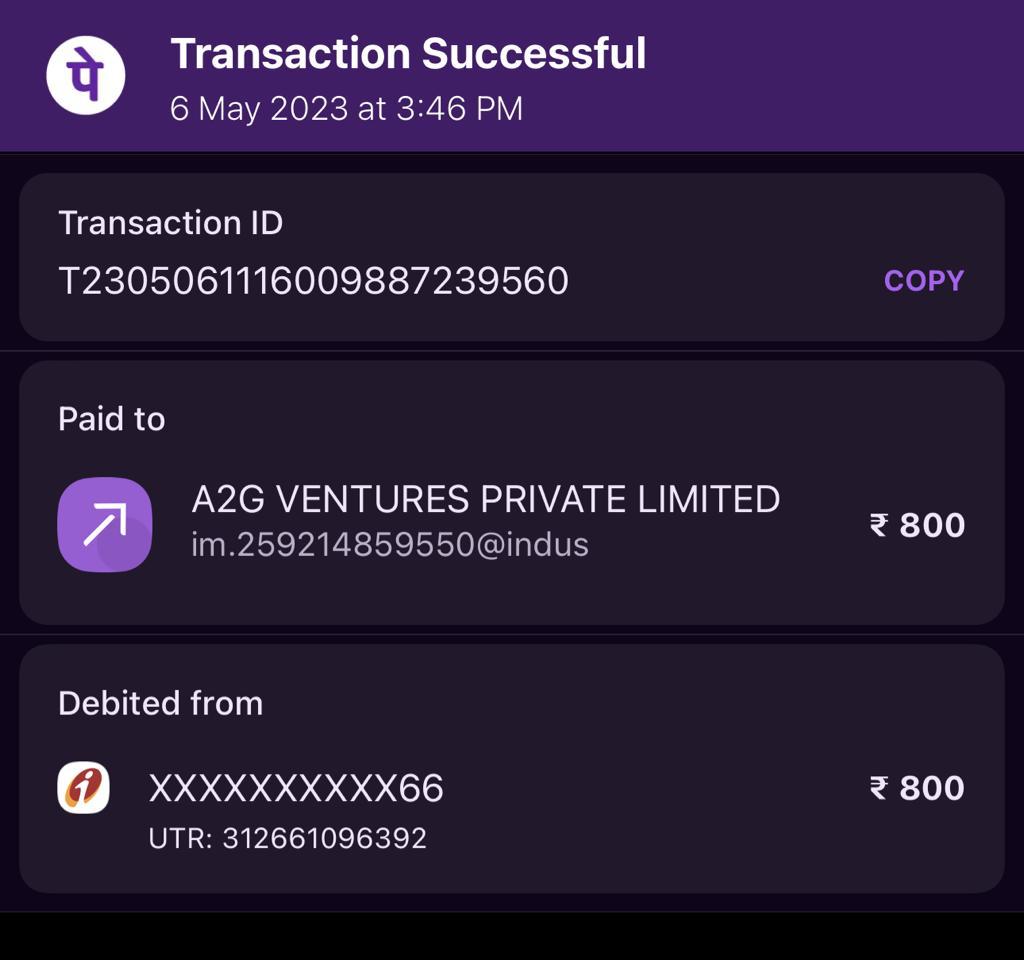 पे
Transaction Successful
6 May 2023 at 3:46 PM
Transaction ID
T2305061116009887239560
COPY
Paid to
A2G VENTURES PRIVATE LIMITED
₹ 800
im.259214859550@indus
Debited from
XXXXXXXXXX66
₹ 800
UTR: 312661096392